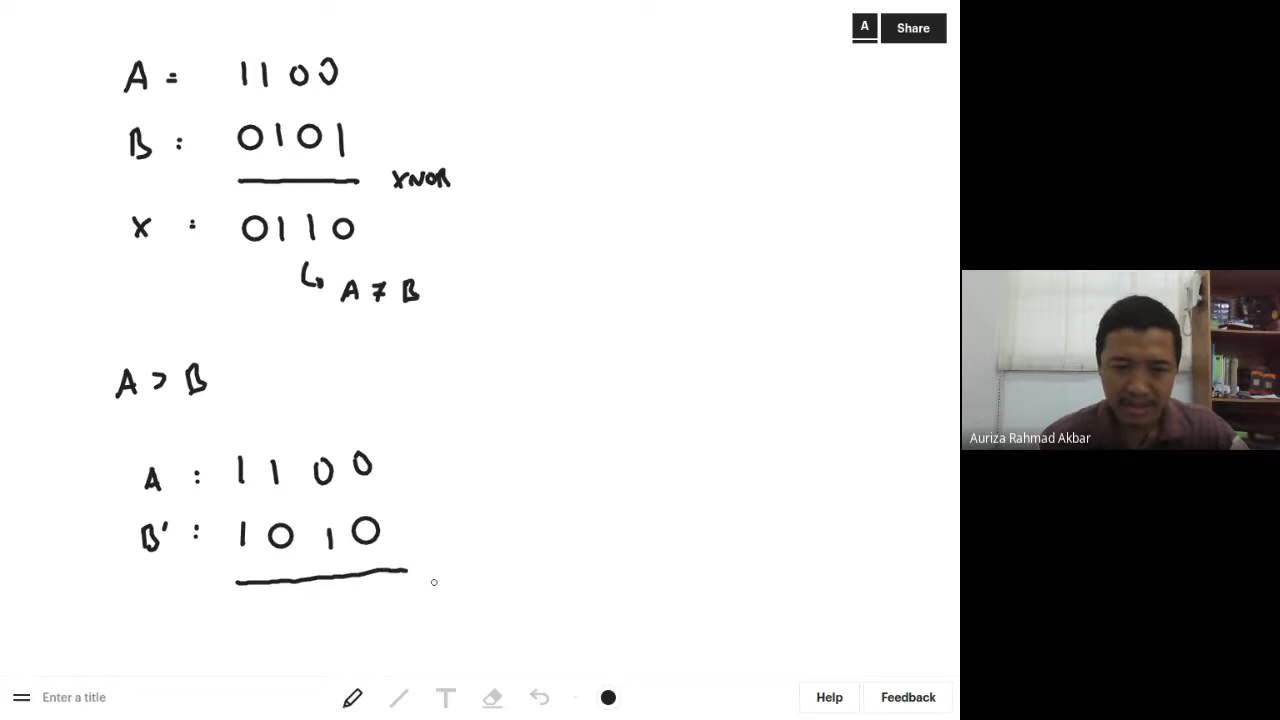 A Share
A = 1100
B : 0101
XNOR
X : 0110
↳ A ≠ B
A > B
A : 1100
B' : 1010
Auriza Rahmad Akbar
Enter a title
T
Help
Feedback